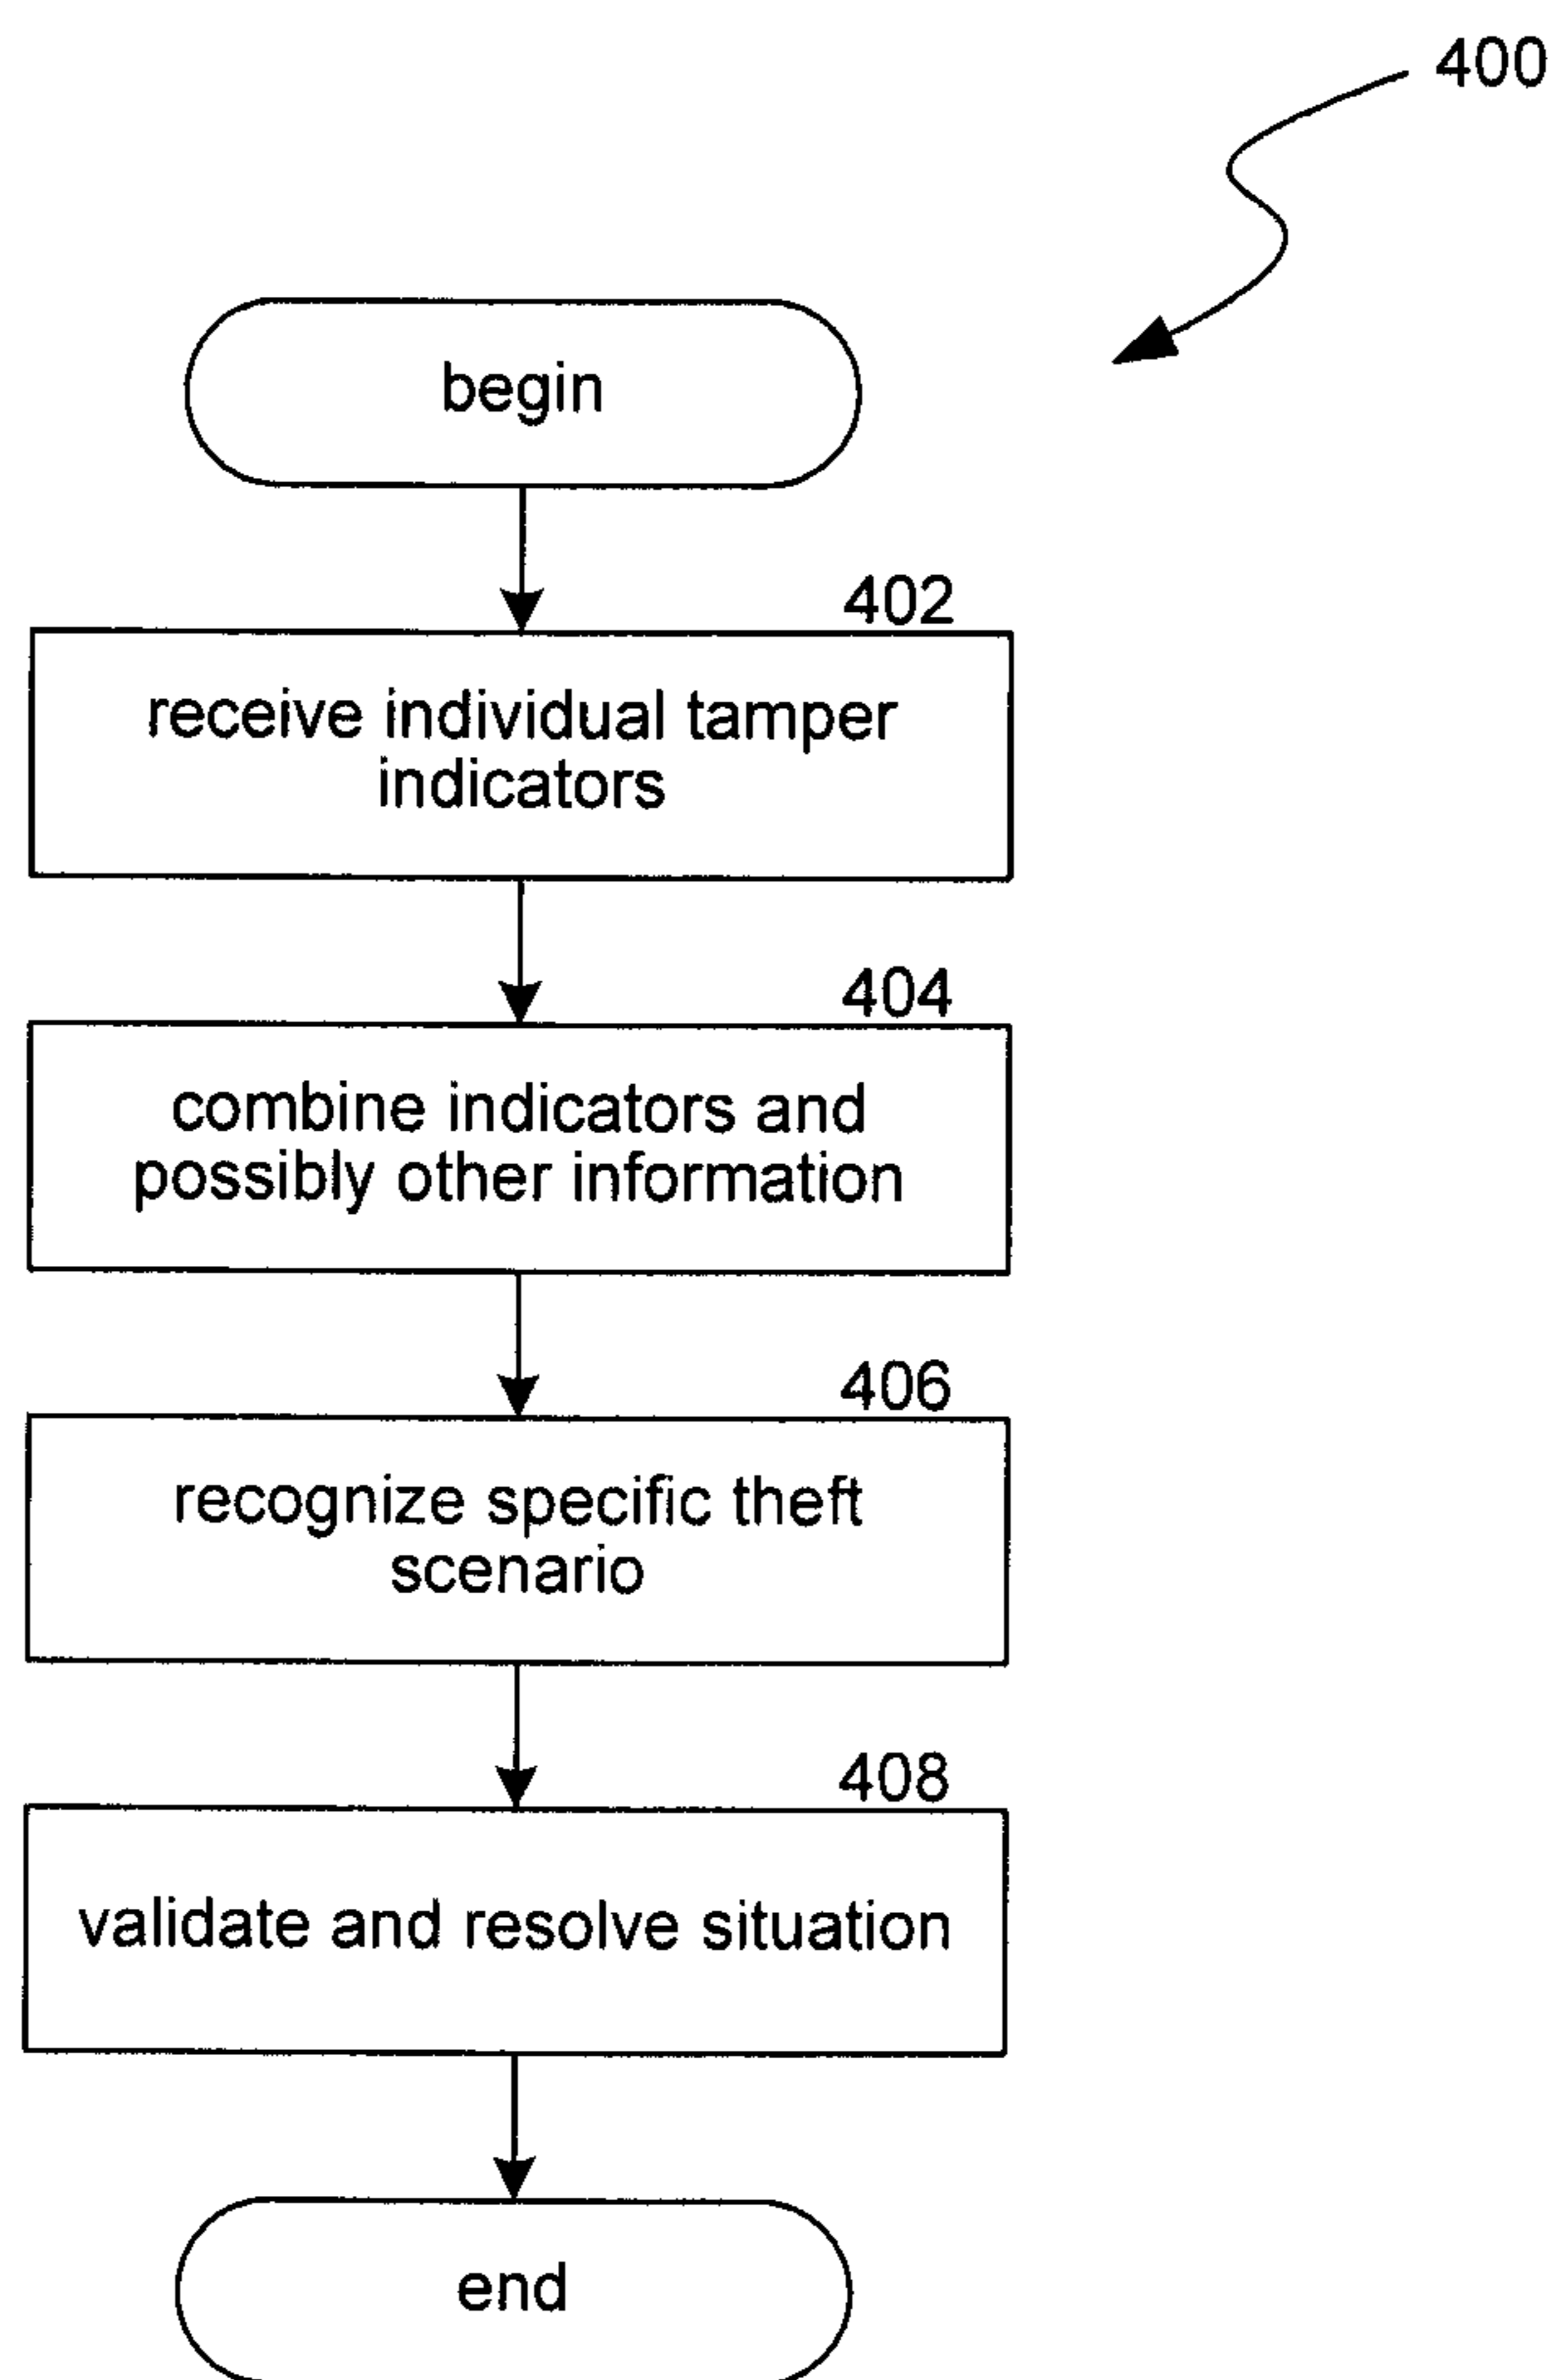 400
begin
402
receive individual tamper
indicators
404
combine indicators and
possibly other information
406
recognize specific theft
scenario
408
validate and resolve situation
end